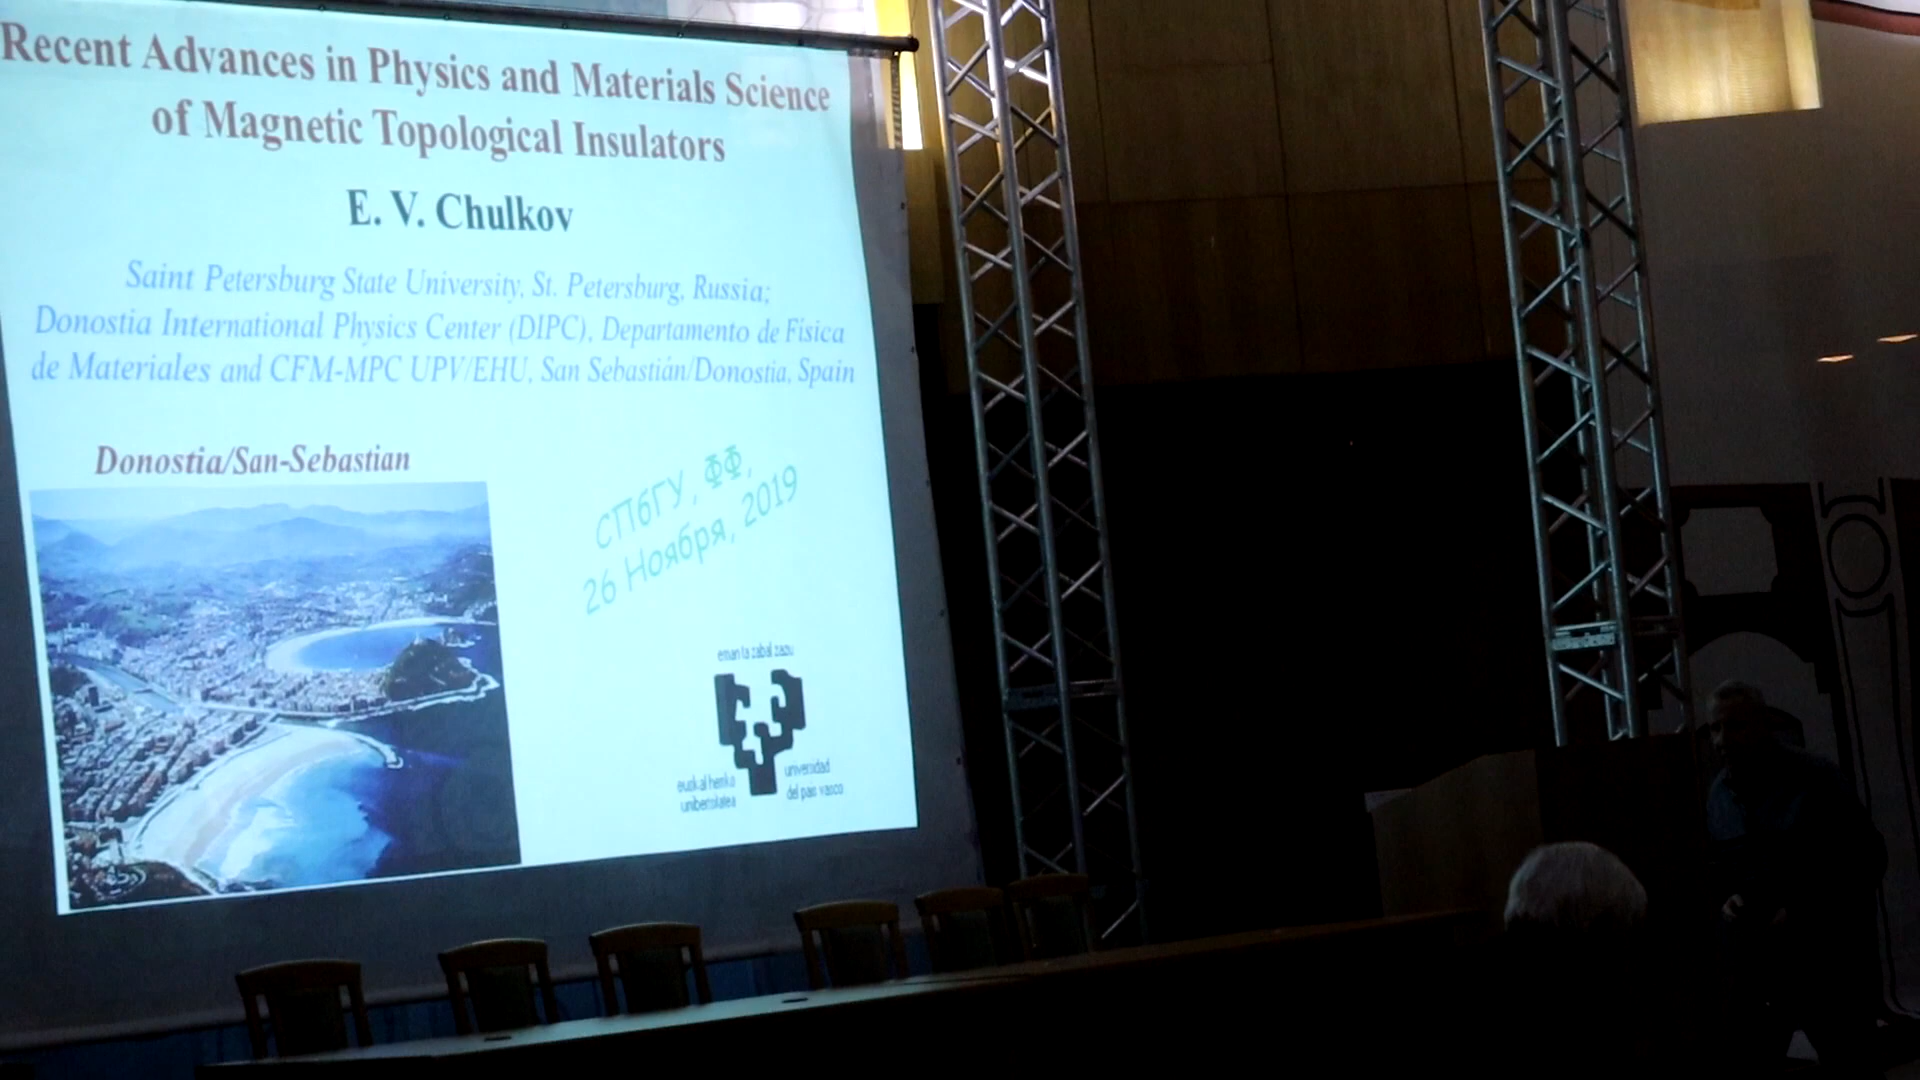 Recent Advances in Physics and Materials Science
of Magnetic Topological Insulators
E. V. Chulkov
Saint Petersburg State University, St. Petersburg, Russia;
Donostia International Physics Center (DIPC), Departamento de Física
de Materiales and CFM-MPC UPV/EHU, San Sebastián/Donostia, Spain
Donostia/San-Sebastian
СПбГУ, ФФ,
26 Ноября, 2019
eman ta zabal zazu
euskal herriko
unibertsitatea
universidad
del pais vasco